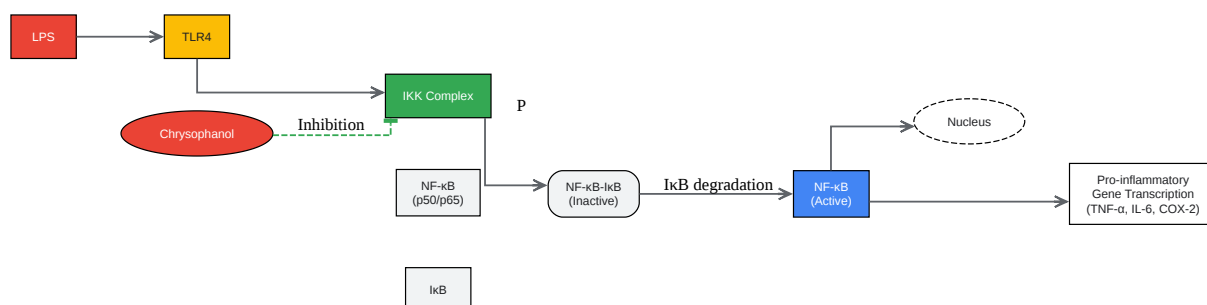 LPS
TLR4
IKK Complex
P
Chrysophanol
Inhibition
Nucleus
NF-κB
(p50/p65)
NF-κB-IκB
(Inactive)
IκB degradation
NF-κB
(Active)
Pro-inflammatory
Gene Transcription
(TNF-α, IL-6, COX-2)
IκB